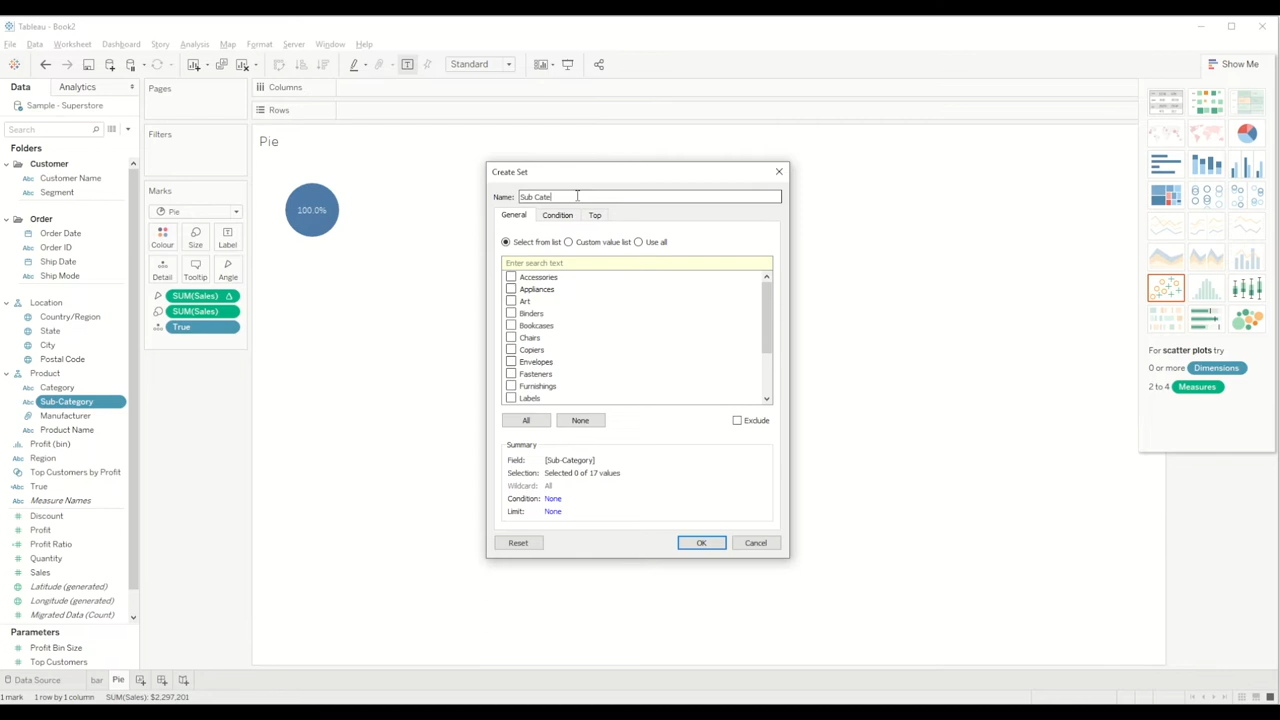 Tableau - Book2
File Data Worksheet Dashboard Story Analysis Map Format Server Window Help
Standard
Show Me
Data Analytics
Sample - Superstore
Search
Folders
Customer
Customer Name
Segment
Order
Order Date
Order ID
Ship Date
Ship Mode
Location
Country/Region
State
City
Postal Code
Product
Category
Sub-Category
Manufacturer
Product Name
Profit (bin)
Region
Top Customers by Profit
True
Measure Names
Discount
Profit
Profit Ratio
Quantity
Sales
Latitude (generated)
Longitude (generated)
Migrated Data (Count)
Parameters
Profit Bin Size
Top Customers
Pages
Filters
Marks
Pie
Colour Size Label
Detail Tooltip Angle
SUM(Sales)
SUM(Sales)
True
Columns
Rows
Pie
100.0%
Create Set
Name: Sub Cate
General Condition Top
Select from list Custom value list Use all
Enter search text
Accessories
Appliances
Art
Binders
Bookcases
Chairs
Copiers
Envelopes
Fasteners
Furnishings
Labels
All None Exclude
Summary
Field: [Sub-Category]
Selection: Selected 0 of 17 values
Wildcard: All
Condition: None
Limit: None
Reset OK Cancel
For scatter plots try
0 or more Dimensions
2 to 4 Measures
Data Source bar Pie
1 mark 1 row by 1 column SUM(Sales): $2,297,201